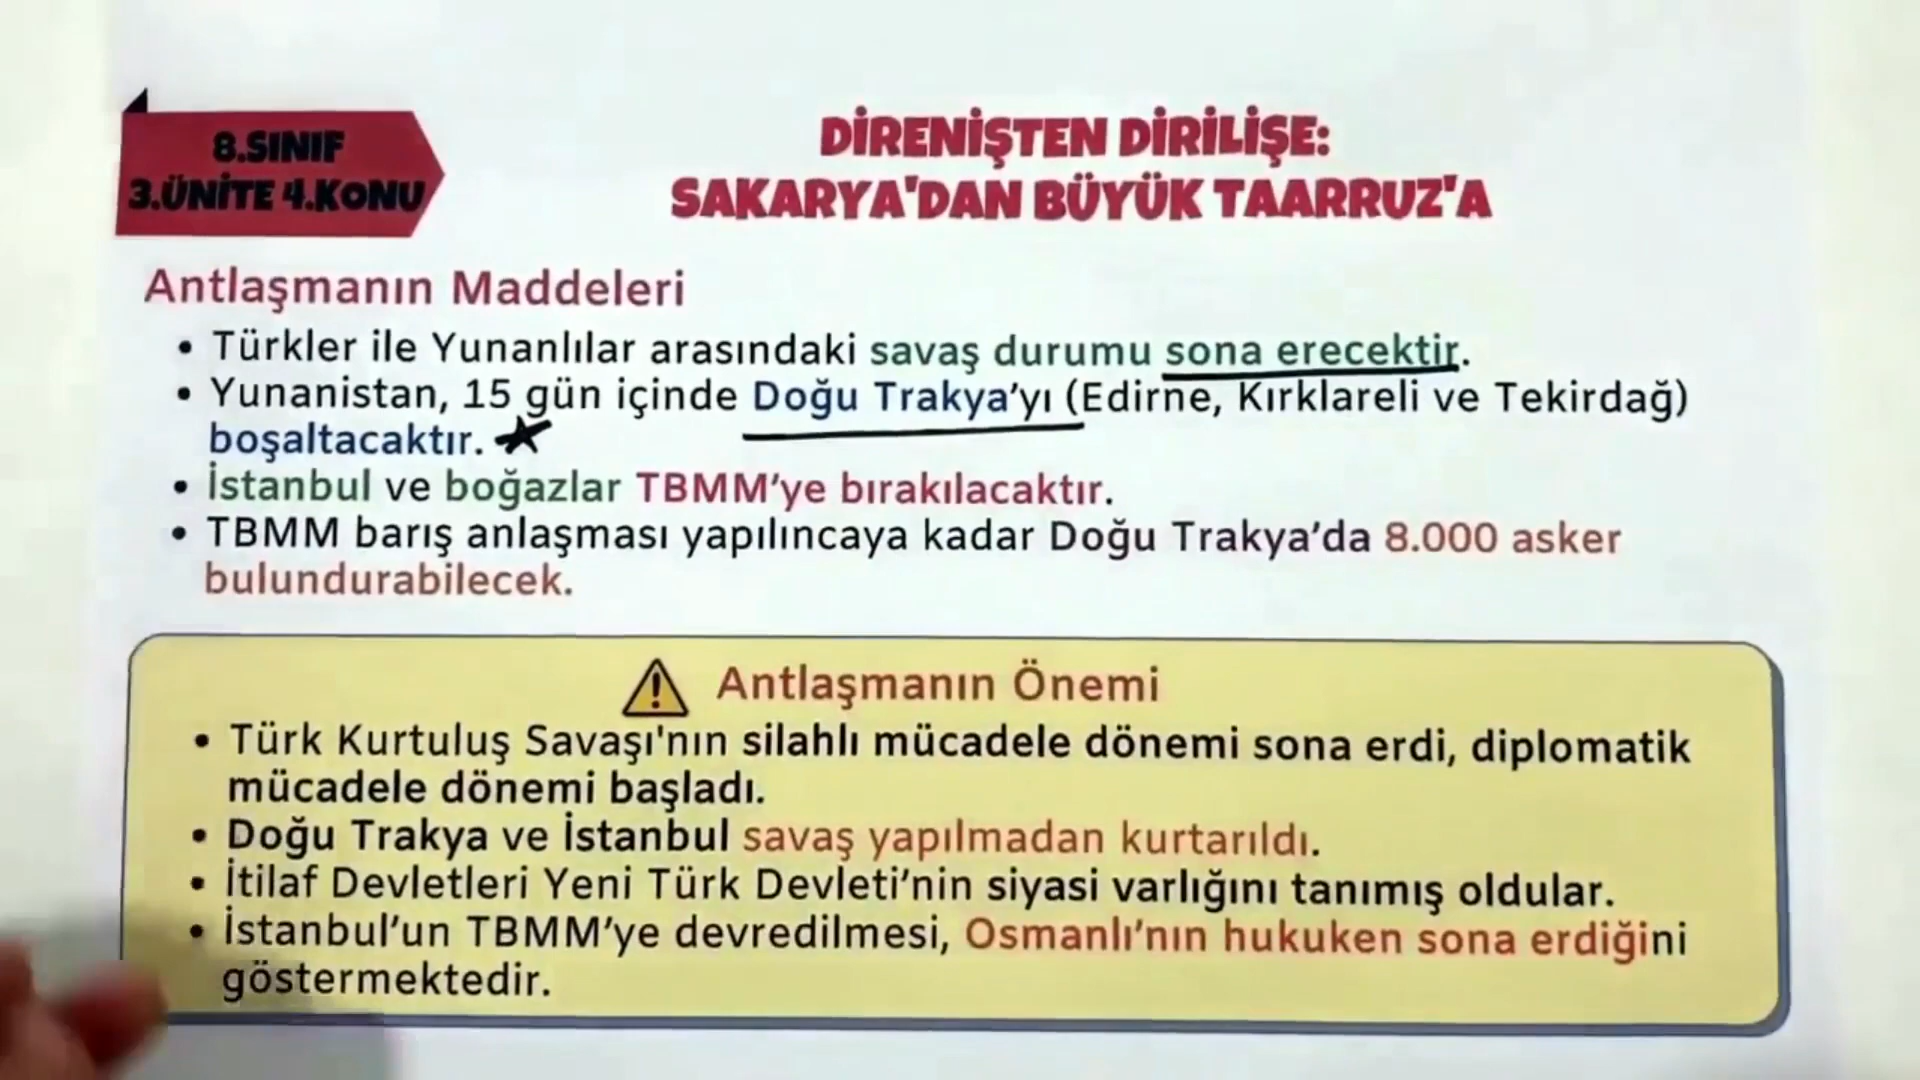 8.SINIF
3.ÜNİTE 4.KONU
DİRENİŞTEN DİRİLİŞE:
SAKARYA'DAN BÜYÜK TAARRUZ'A
Antlaşmanın Maddeleri
• Türkler ile Yunanlılar arasındaki savaş durumu sona erecektir.
• Yunanistan, 15 gün içinde Doğu Trakya’yı (Edirne, Kırklareli ve Tekirdağ)
boşaltacaktır.
• İstanbul ve boğazlar TBMM’ye bırakılacaktır.
• TBMM barış anlaşması yapılıncaya kadar Doğu Trakya’da 8.000 asker
bulundurabilecek.
Antlaşmanın Önemi
• Türk Kurtuluş Savaşı'nın silahlı mücadele dönemi sona erdi, diplomatik
mücadele dönemi başladı.
• Doğu Trakya ve İstanbul savaş yapılmadan kurtarıldı.
• İtilaf Devletleri Yeni Türk Devleti’nin siyasi varlığını tanımış oldular.
• İstanbul’un TBMM’ye devredilmesi, Osmanlı’nın hukuken sona erdiğini
göstermektedir.